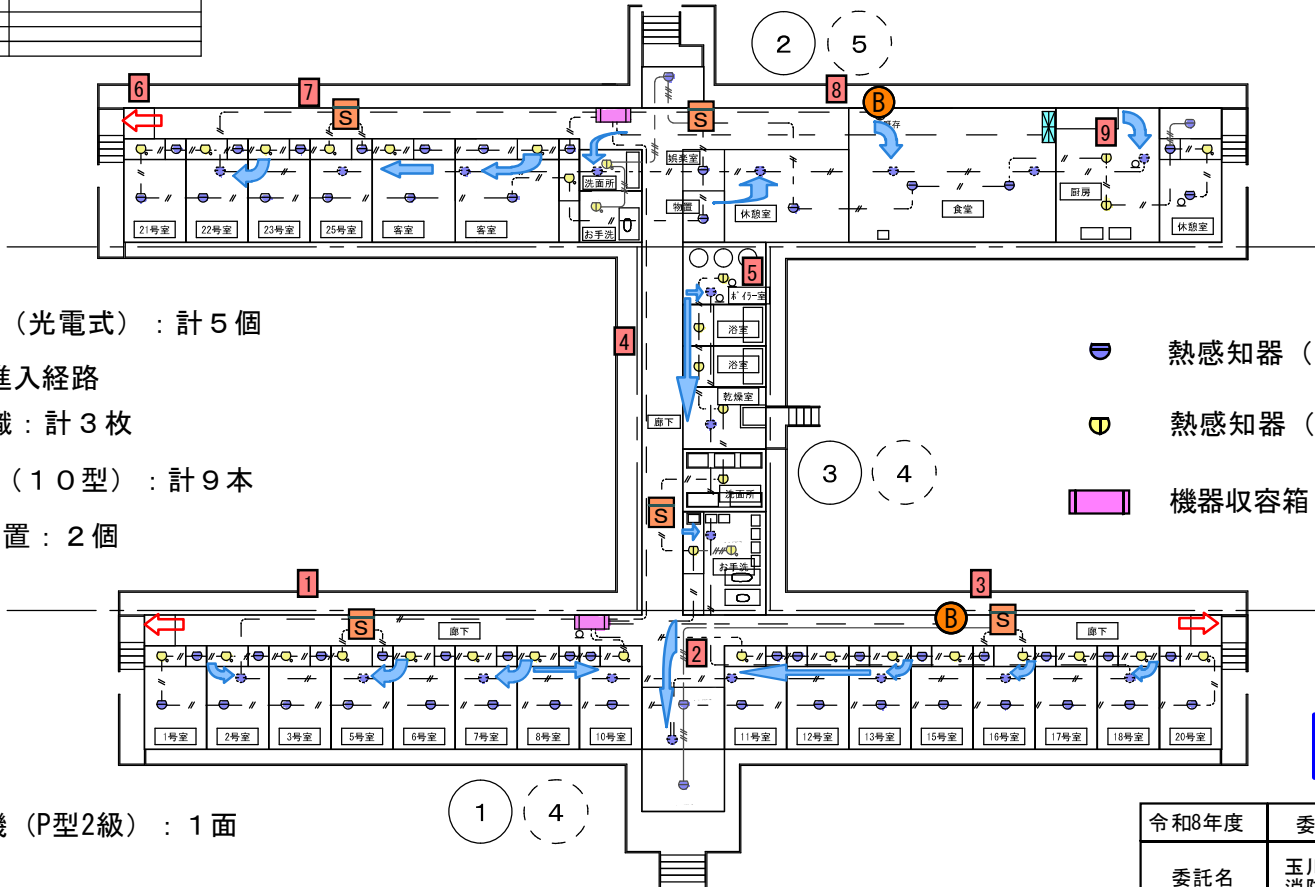 ② ⑤
6
7
8
9
B
既存
S
S
娯楽室
洗面所
物置
休憩室
食堂
厨房
休憩室
21号室
22号室
23号室
25号室
客室
客室
お手洗
5
ボイラー室
4
浴室
浴室
乾燥室
廊下
(光電式):計5個
進入経路
識:計3枚
(10型):計9本
置:2個
熱感知器(
熱感知器(
機器収容箱
3 4
洗面所
S
お手洗
1
3
S
廊下
B
S
廊下
2
1号室
2号室
3号室
5号室
6号室
7号室
8号室
10号室
11号室
12号室
13号室
15号室
16号室
17号室
18号室
20号室
1 4
機(P型2級):1面
令和8年度
委
委託名
玉川
消防